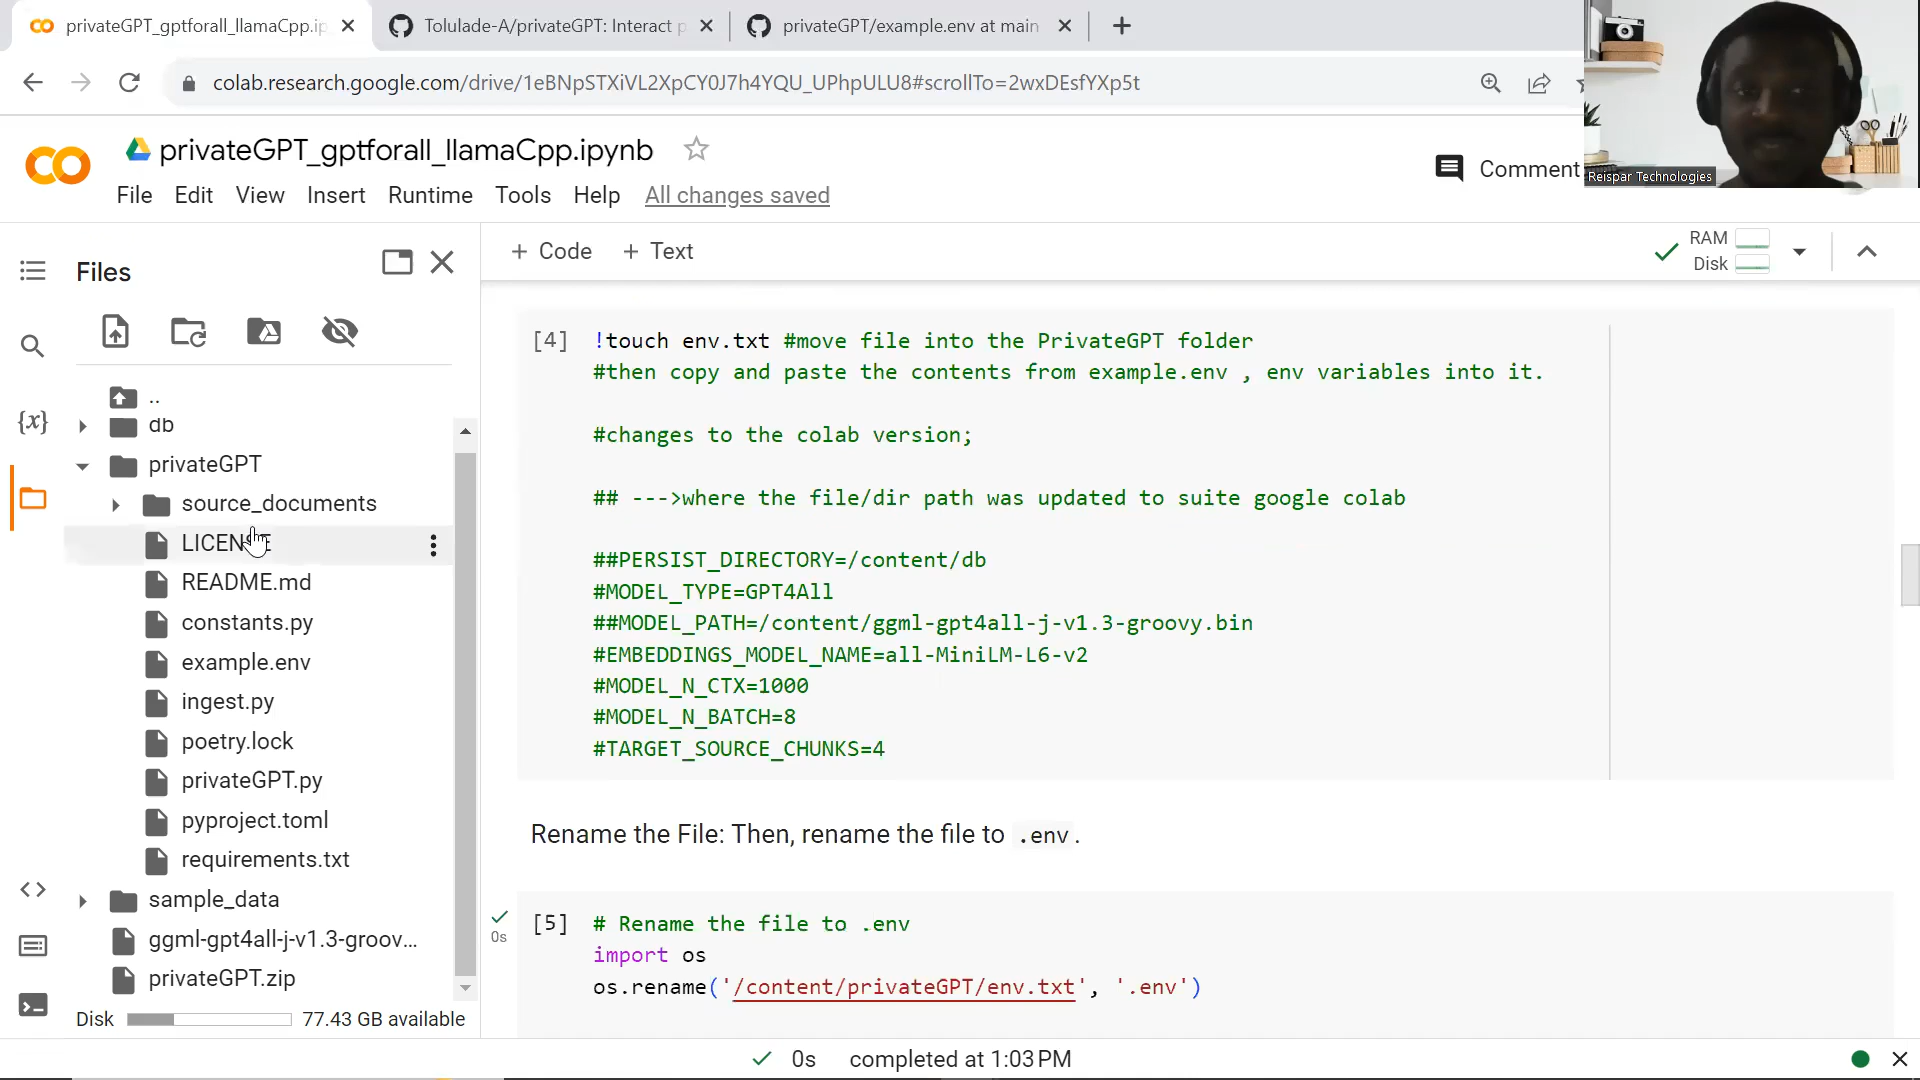 privateGPT_gptforall_llamaCpp.ip
Tolulade-A/privateGPT: Interact p
privateGPT/example.env at main
colab.research.google.com/drive/1eBNpSTXiVL2XpCY0J7h4YQU_UPhpULU8#scrollTo=2wxDEsfYXp5t
privateGPT_gptforall_llamaCpp.ipynb
File Edit View Insert Runtime Tools Help All changes saved
Comment
Reispar Technologies
Files
+ Code + Text
RAM
Disk
..
db
privateGPT
source_documents
LICENSE
README.md
constants.py
example.env
ingest.py
poetry.lock
privateGPT.py
pyproject.toml
requirements.txt
sample_data
ggml-gpt4all-j-v1.3-groov...
privateGPT.zip
Disk 77.43 GB available
[4] !touch env.txt #move file into the PrivateGPT folder
#then copy and paste the contents from example.env , env variables into it.
#changes to the colab version;
## --->where the file/dir path was updated to suite google colab
##PERSIST_DIRECTORY=/content/db
#MODEL_TYPE=GPT4All
##MODEL_PATH=/content/ggml-gpt4all-j-v1.3-groovy.bin
#EMBEDDINGS_MODEL_NAME=all-MiniLM-L6-v2
#MODEL_N_CTX=1000
#MODEL_N_BATCH=8
#TARGET_SOURCE_CHUNKS=4
Rename the File: Then, rename the file to .env.
[5] # Rename the file to .env
0s
import os
os.rename('/content/privateGPT/env.txt', '.env')
0s completed at 1:03 PM